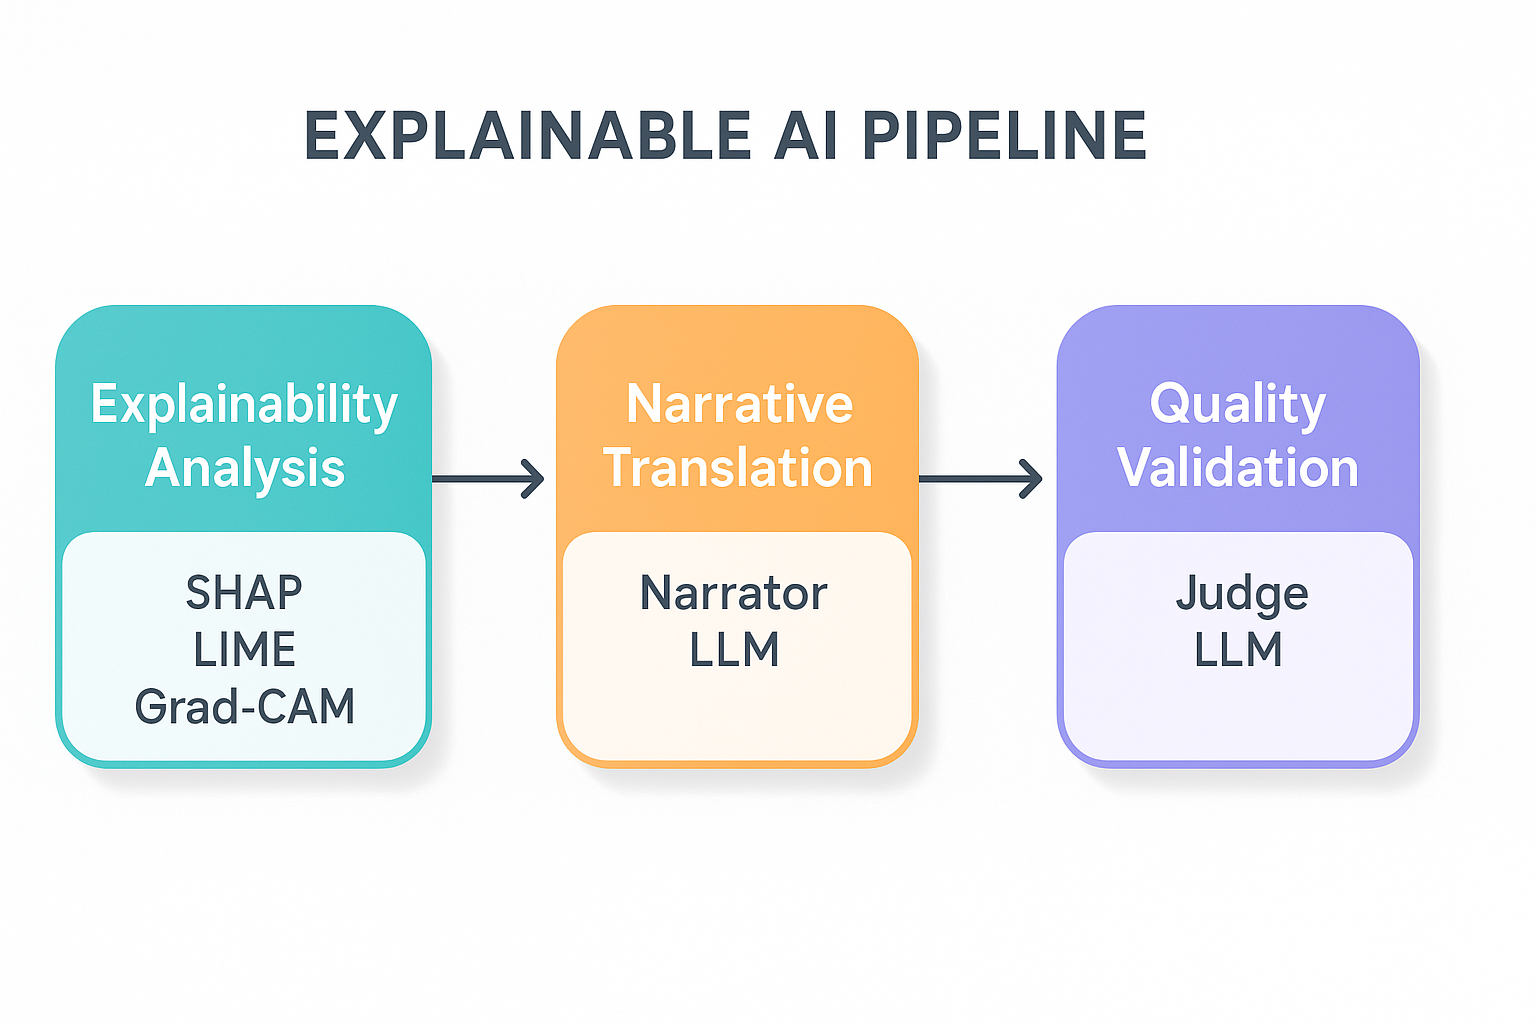 EXPLAINABLE AI PIPELINE
Explainability
Analysis
SHAP
LIME
Grad-CAM
Narrative
Translation
Narrator
LLM
Quality
Validation
Judge
LLM